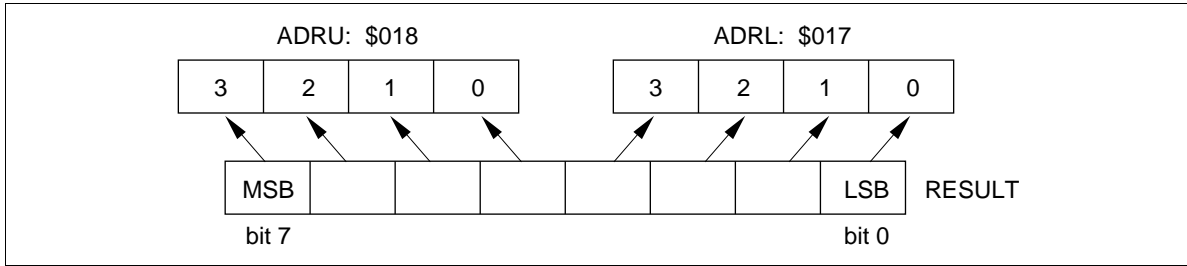 ADRU: $018 ADRL: $017
3 2 1 0 3 2 1 0
MSB LSB RESULT
bit 7 bit 0